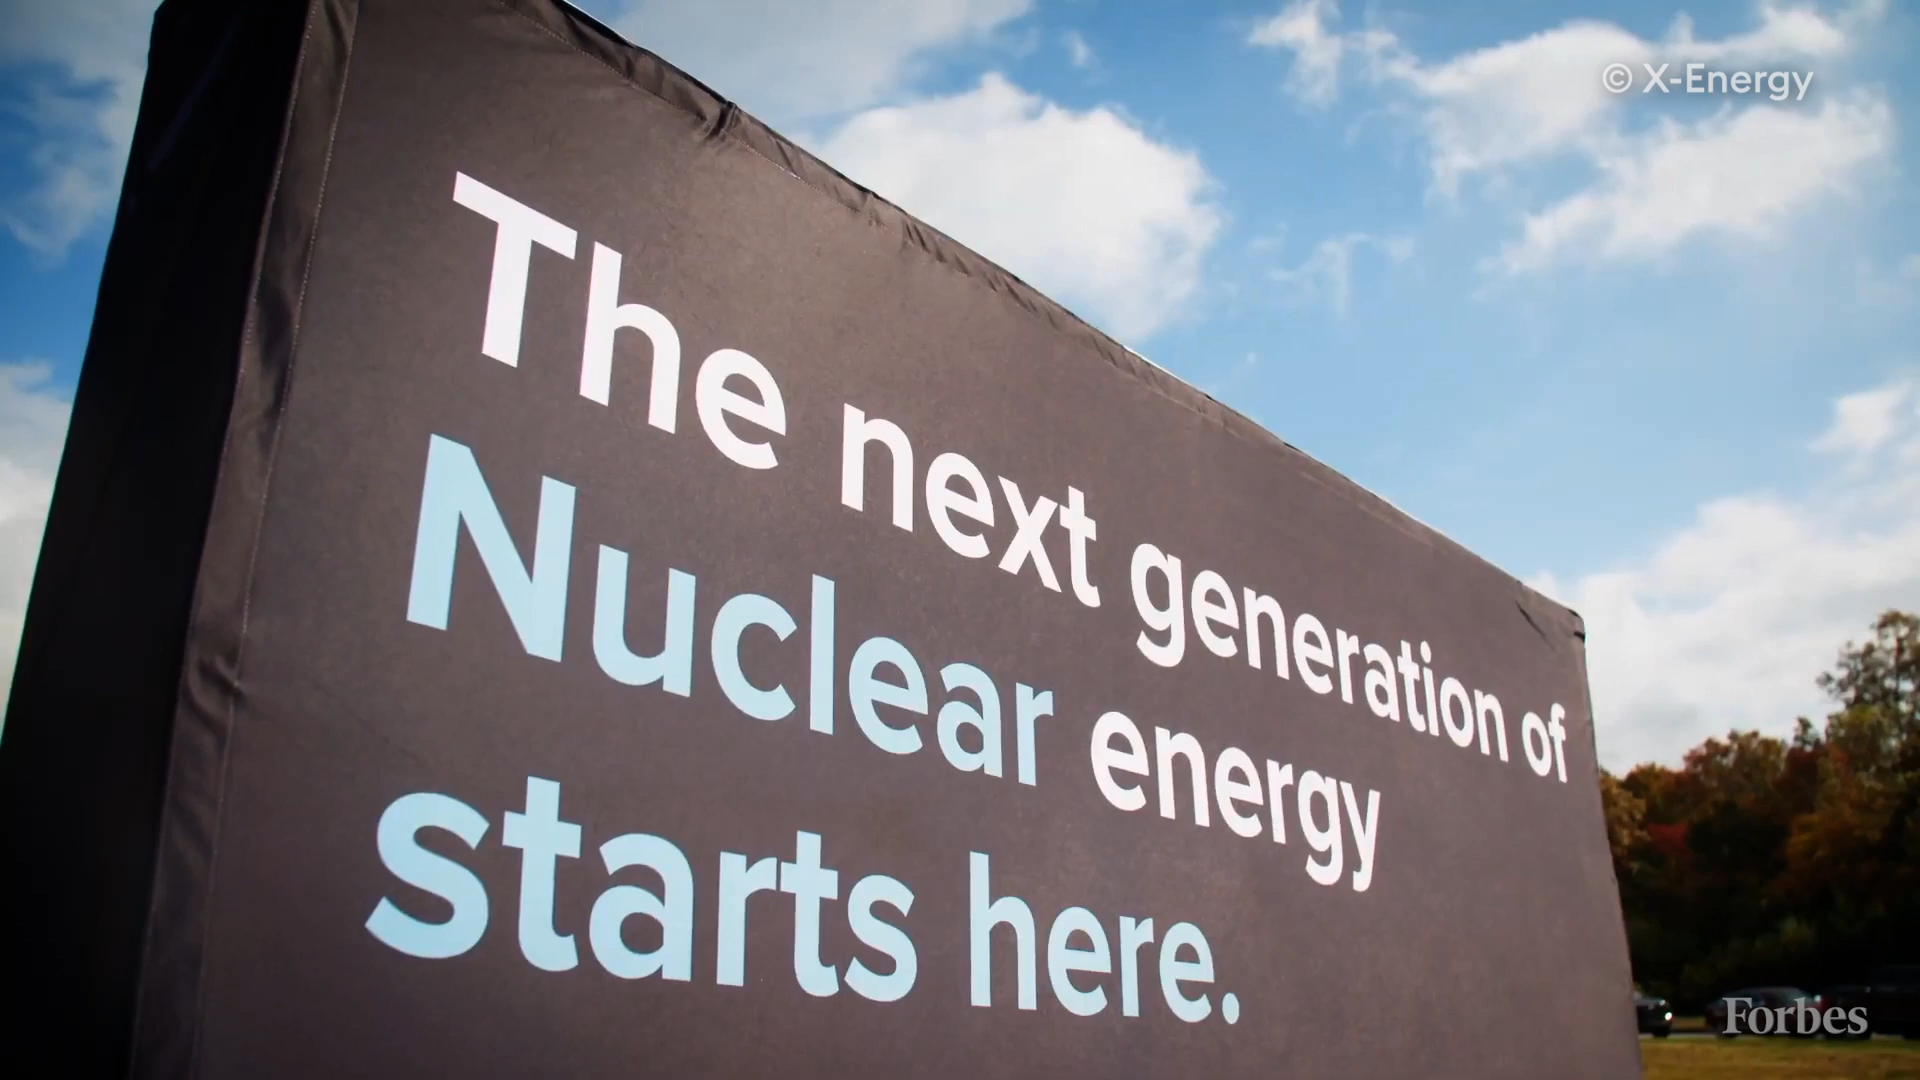 © X-Energy
The next generation of
Nuclear energy
starts here.
Forbes